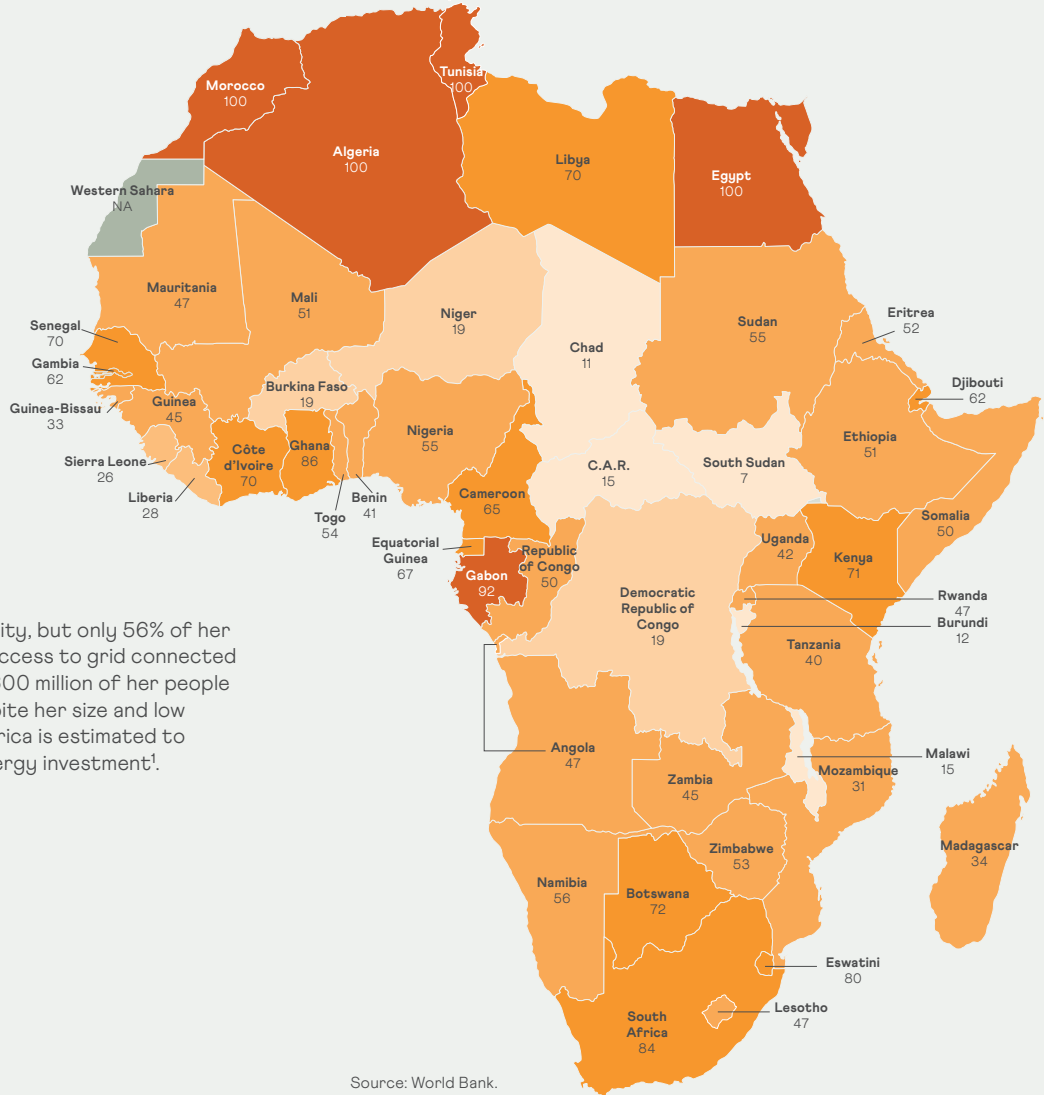 Tunisia
100
Morocco
100
Algeria
100
Libya
70
Egypt
100
Western Sahara
NA
Mauritania
47
Mali
51
Niger
19
Chad
11
Sudan
55
Eritrea
52
Senegal
70
Gambia
62
Guinea-Bissau
33
Guinea
45
Sierra Leone
26
Liberia
28
Burkina Faso
19
Côte
d'Ivoire
70
Ghana
86
Togo
54
Benin
41
Nigeria
55
Cameroon
65
C.A.R.
15
South Sudan
7
Djibouti
62
Ethiopia
51
Somalia
50
Equatorial
Guinea
67
Gabon
92
Republic
of Congo
50
Democratic
Republic of
Congo
19
Uganda
42
Kenya
71
Rwanda
47
Burundi
12
Tanzania
40
ity, but only 56% of her
ccess to grid connected
600 million of her people
pite her size and low
frica is estimated to
ergy investment¹.
Angola
47
Zambia
45
Malawi
15
Mozambique
31
Madagascar
34
Zimbabwe
53
Namibia
56
Botswana
72
Eswatini
80
Lesotho
47
South
Africa
84
Source: World Bank.